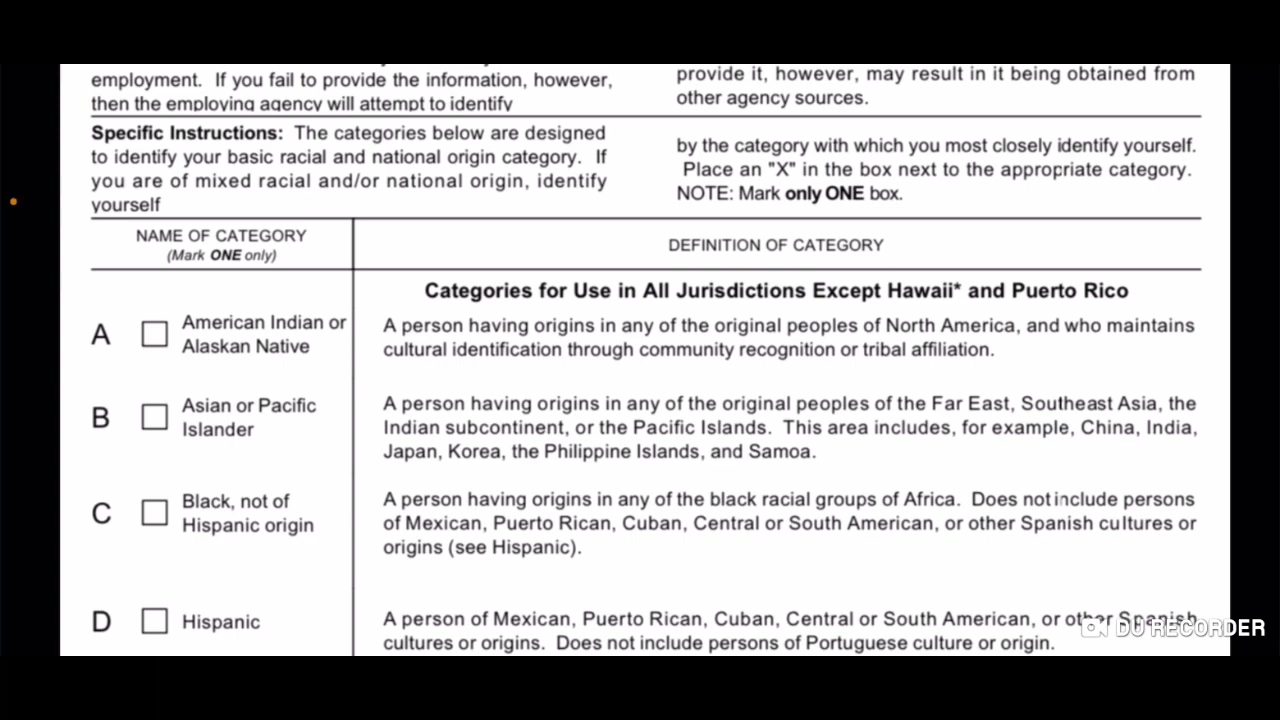 employment. If you fail to provide the information, however,
then the employing agency will attempt to identify
provide it, however, may result in it being obtained from
other agency sources.
Specific Instructions: The categories below are designed
to identify your basic racial and national origin category. If
you are of mixed racial and/or national origin, identify
yourself
by the category with which you most closely identify yourself.
Place an "X" in the box next to the appropriate category.
NOTE: Mark only ONE box.
NAME OF CATEGORY
(Mark ONE only)
DEFINITION OF CATEGORY
Categories for Use in All Jurisdictions Except Hawaii* and Puerto Rico
A
American Indian or
Alaskan Native
A person having origins in any of the original peoples of North America, and who maintains
cultural identification through community recognition or tribal affiliation.
B
Asian or Pacific
Islander
A person having origins in any of the original peoples of the Far East, Southeast Asia, the
Indian subcontinent, or the Pacific Islands. This area includes, for example, China, India,
Japan, Korea, the Philippine Islands, and Samoa.
C
Black, not of
Hispanic origin
A person having origins in any of the black racial groups of Africa. Does not include persons
of Mexican, Puerto Rican, Cuban, Central or South American, or other Spanish cultures or
origins (see Hispanic).
D
Hispanic
A person of Mexican, Puerto Rican, Cuban, Central or South American, or other Spanish
cultures or origins. Does not include persons of Portuguese culture or origin.
DU RECORDER